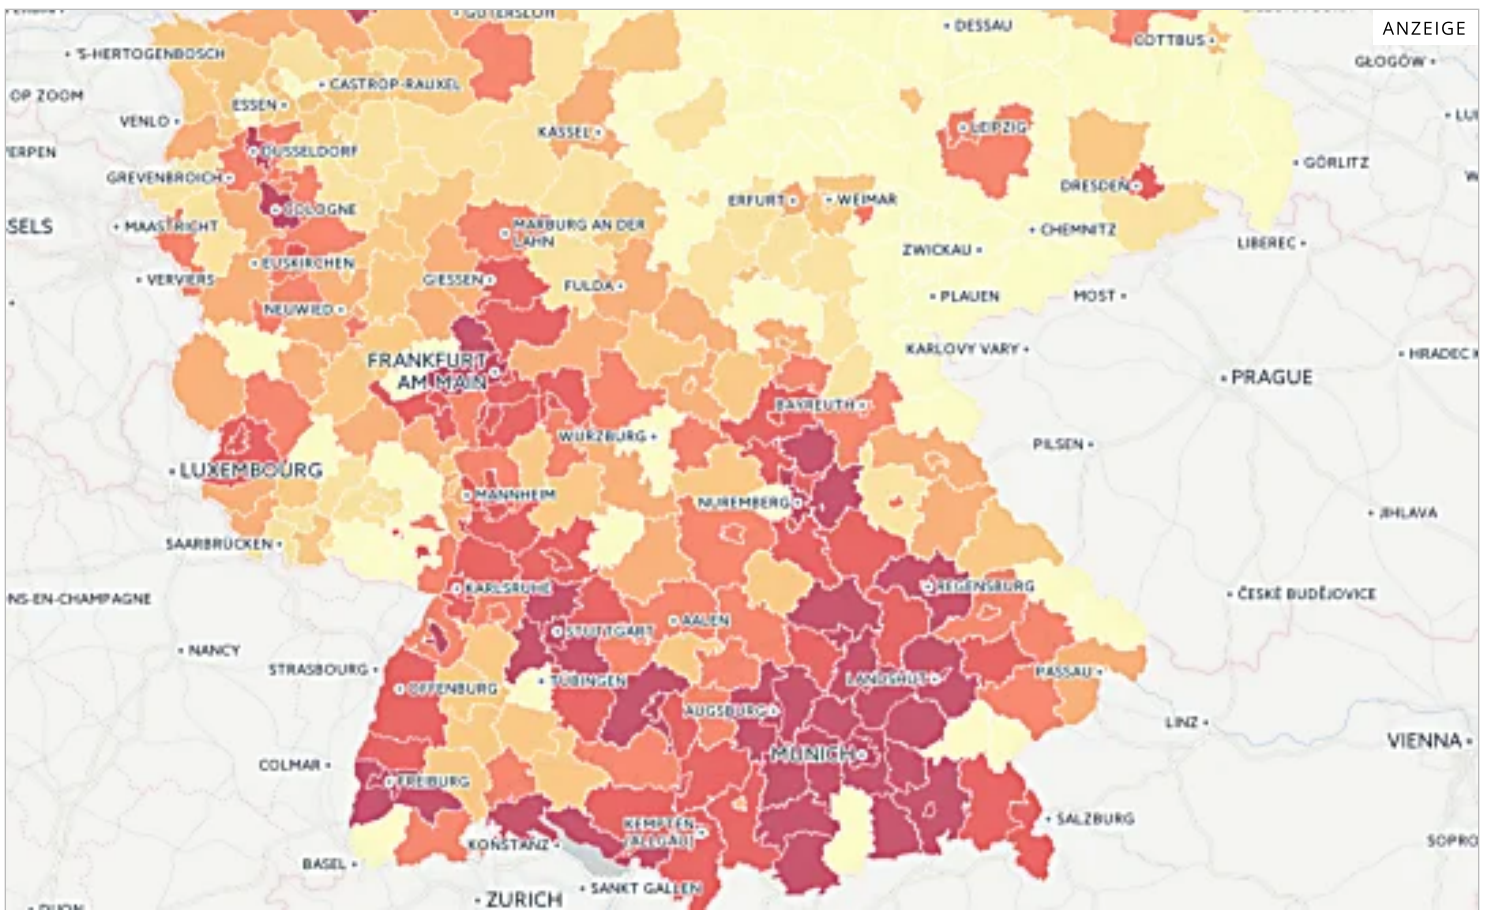 GÜTERSLOH
DESSAU
ANZEIGE
COTTBUS
'S-HERTOGENBOSCH
GŁOGÓW
CASTROP-RAUXEL
OP ZOOM
ESSEN
VENLO
KASSEL
LEIPZIG
DÜSSELDORF
GÖRLITZ
GREVENBROICH
DRESDEN
ERFURT
WEIMAR
COLOGNE
MAASTRICHT
MARBURG AN DER
LAHN
CHEMNITZ
LIBEREC
ZWICKAU
EUSKIRCHEN
VERVIERS
GIESSEN
FULDA
PLAUEN
MOST
NEUWIED
KARLOVY VARY
HRADEC K
FRANKFURT
AM MAIN
PRAGUE
BAYREUTH
WÜRZBURG
PILSEN
LUXEMBOURG
MANNHEIM
NUREMBERG
JIHLAVA
SAARBRÜCKEN
KARLSRUHE
REGENSBURG
NS-EN-CHAMPAGNE
ČESKÉ BUDĚJOVICE
AALEN
STUTTGART
NANCY
STRASBOURG
PASSAU
OFFENBURG
TÜBINGEN
LANDSHUT
AUGSBURG
LINZ
VIENNA
MUNICH
COLMAR
FREIBURG
KEMPTEN
(ALLGÄU)
SALZBURG
KONSTANZ
SOPRO
BASEL
SANKT GALLEN
ZURICH